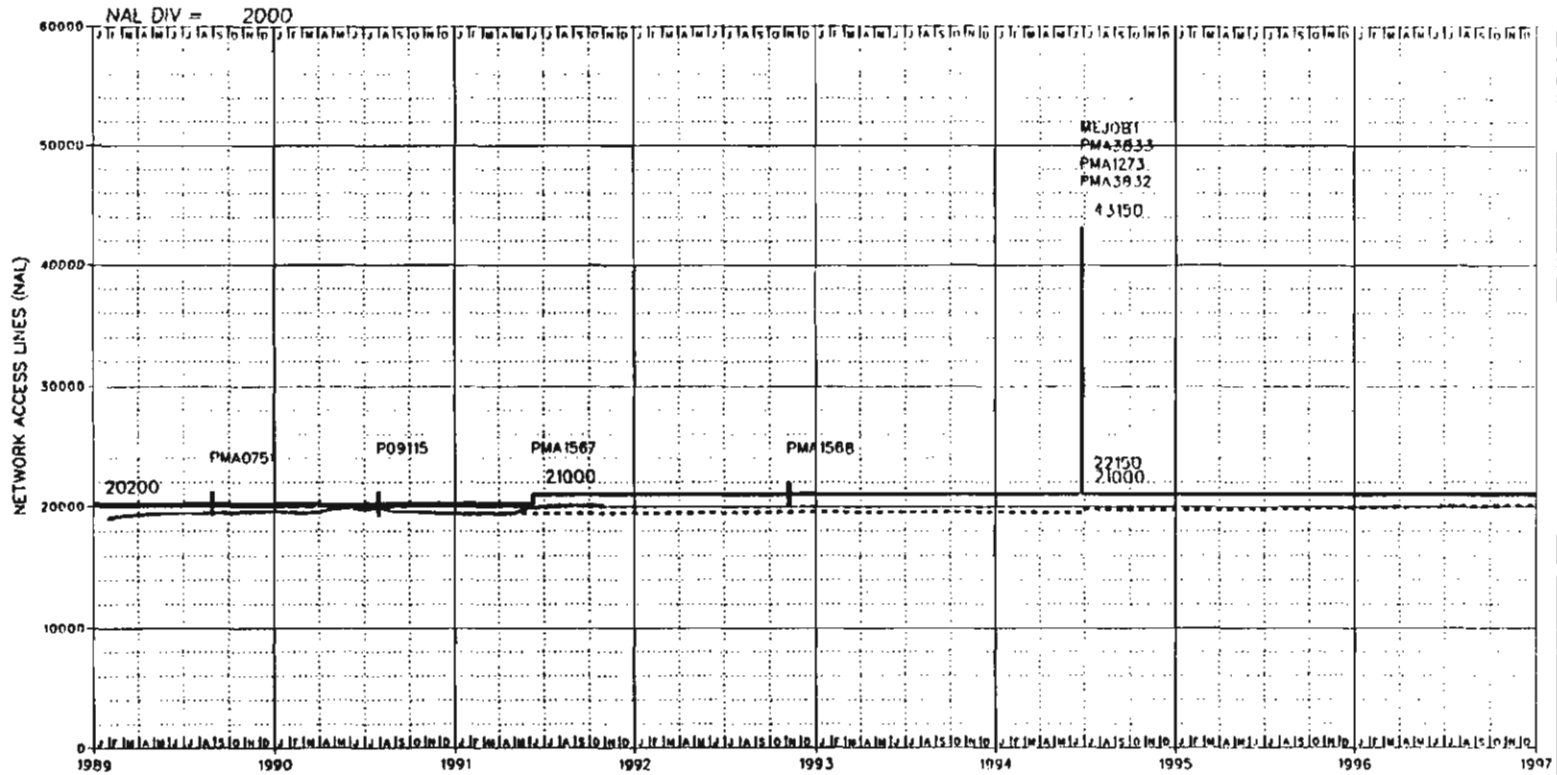 NAL DIV = 2000
60000
J F M A M J J A S O N D J F M A M J J A S O N D J F M A M J J A S O N D J F M A M J J A S O N D J F M A M J J A S O N D J F M A M J J A S O N D J F M A M J J A S O N D J F M A M J J A S O N D
MEJOB1
50000
PMA3833
PMA1273
PMA3832
43150
40000
NETWORK ACCESS LINES (NAL)
30000
PMA0751
P09115
PMA1567
PMA1568
20200
21000
22150
21000
20000
10000
0
J F M A M J J A S O N D J F M A M J J A S O N D J F M A M J J A S O N D J F M A M J J A S O N D J F M A M J J A S O N D J F M A M J J A S O N D J F M A M J J A S O N D J F M A M J J A S O N D
1989 1990 1991 1992 1993 1994 1995 1996 1997